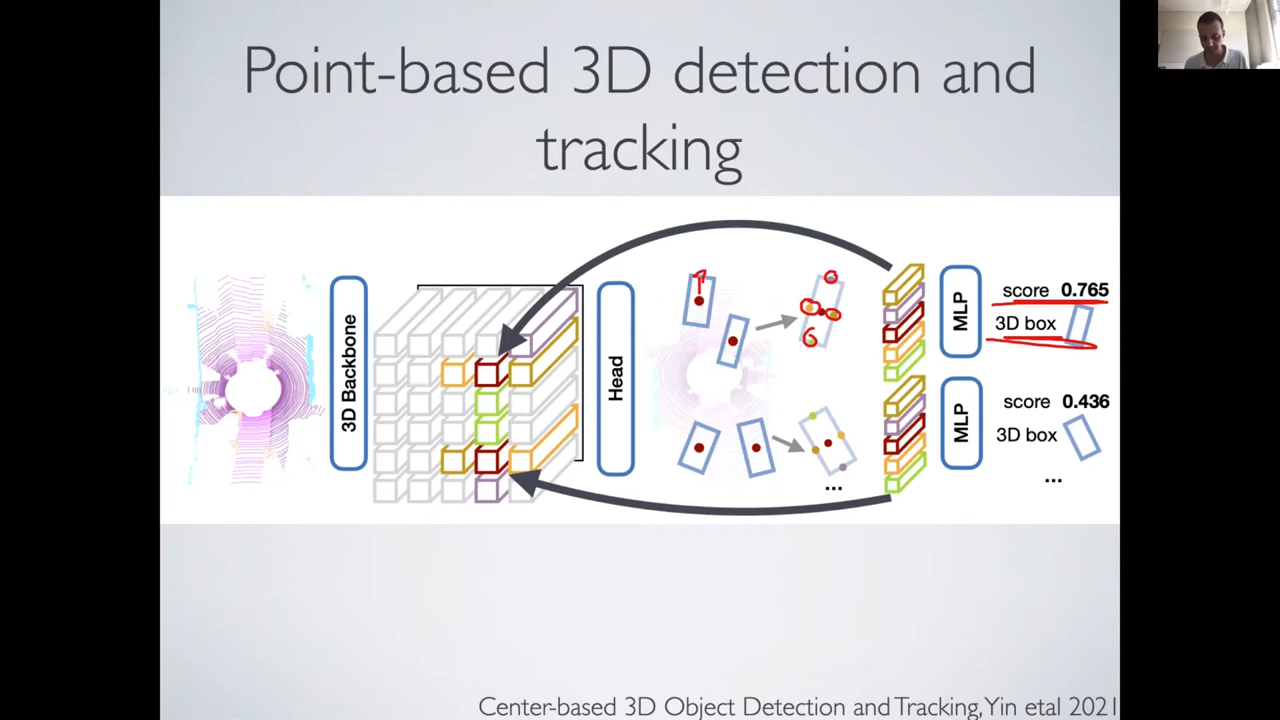 Point-based 3D detection and
tracking
3D Backbone
Head
MLP
score 0.765
3D box
MLP
score 0.436
3D box
...
...
Center-based 3D Object Detection and Tracking, Yin etal 2021